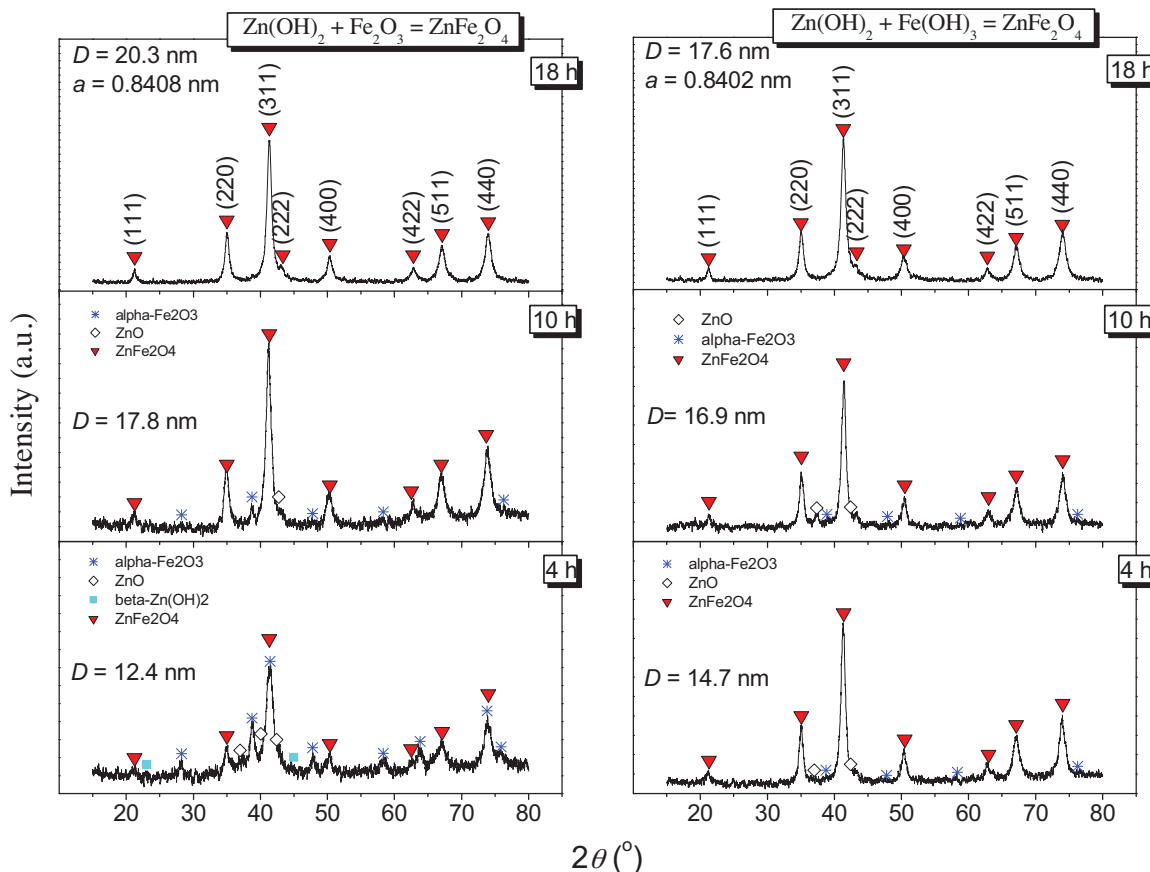 Zn(OH)2 + Fe2O3 = ZnFe2O4
D = 20.3 nm
a = 0.8408 nm
18 h
(111)
(220)
(311)
(222)
(400)
(422)
(511)
(440)
10 h
alpha-Fe2O3
ZnO
ZnFe2O4
D = 17.8 nm
4 h
alpha-Fe2O3
ZnO
beta-Zn(OH)2
ZnFe2O4
D = 12.4 nm
20 30 40 50 60 70 80
Zn(OH)2 + Fe(OH)3 = ZnFe2O4
D = 17.6 nm
a = 0.8402 nm
18 h
(111)
(220)
(311)
(222)
(400)
(422)
(511)
(440)
10 h
ZnO
alpha-Fe2O3
ZnFe2O4
D= 16.9 nm
4 h
alpha-Fe2O3
ZnO
ZnFe2O4
D = 14.7 nm
20 30 40 50 60 70 80
Intensity (a.u.)
2θ (°)